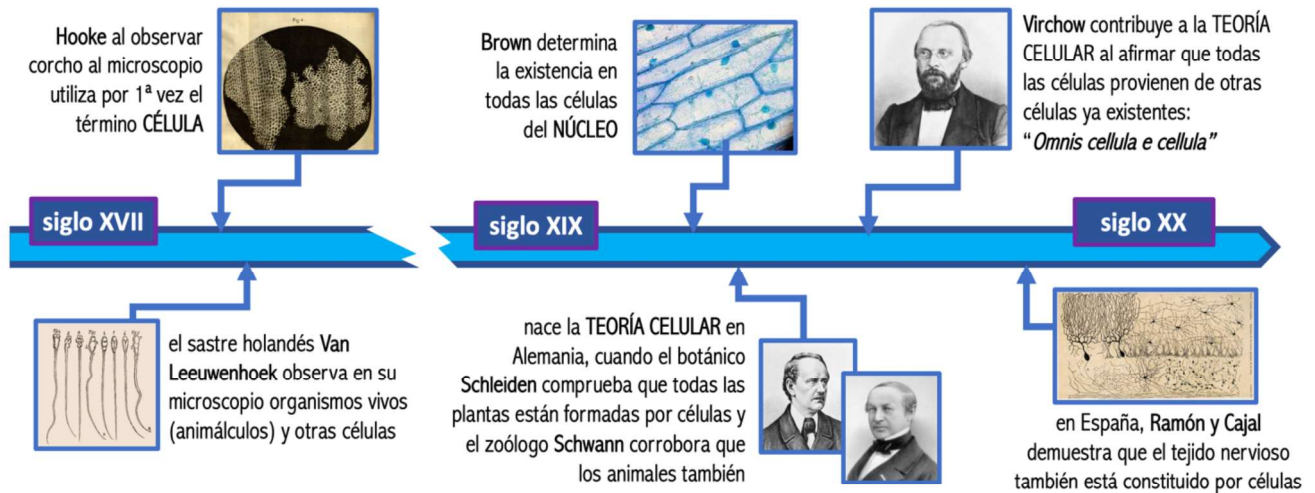 Hooke al observar
corcho al microscopio
utiliza por 1ª vez el
término CÉLULA
Brown determina
la existencia en
todas las células
del NÚCLEO
Virchow contribuye a la TEORÍA
CELULAR al afirmar que todas
las células provienen de otras
células ya existentes:
“Omnis cellula e cellula”
siglo XVII
siglo XIX
siglo XX
el sastre holandés Van
Leeuwenhoek observa en su
microscopio organismos vivos
(animálculos) y otras células
nace la TEORÍA CELULAR en
Alemania, cuando el botánico
Schleiden comprueba que todas las
plantas están formadas por células y
el zoólogo Schwann corrobora que
los animales también
en España, Ramón y Cajal
demuestra que el tejido nervioso
también está constituido por células